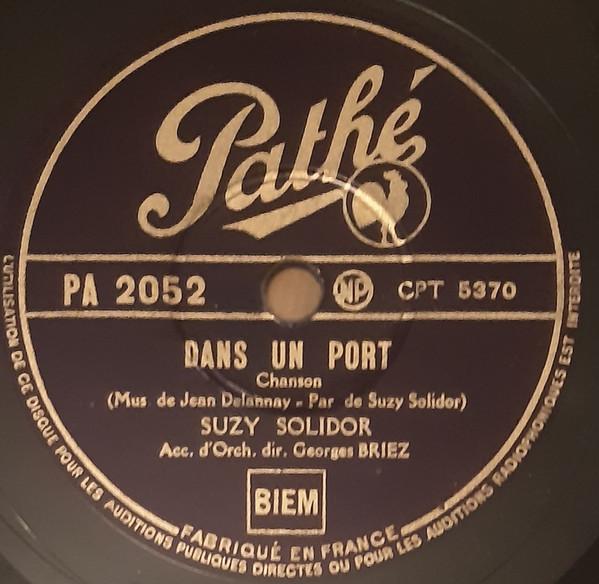 Pathé
PA 2052
NP
CPT 5370
DANS UN PORT
Chanson
(Mus. de Jean Delannay - Par. de Suzy Solidor)
SUZY SOLIDOR
Acc. d'Orch. dir. Georges BRIEZ
BIEM
FABRIQUÉ EN FRANCE
L'UTILISATION DE CE DISQUE POUR LES AUDITIONS PUBLIQUES DIRECTES OU POUR LES AUDITIONS RADIOPHONIQUES EST INTERDITE